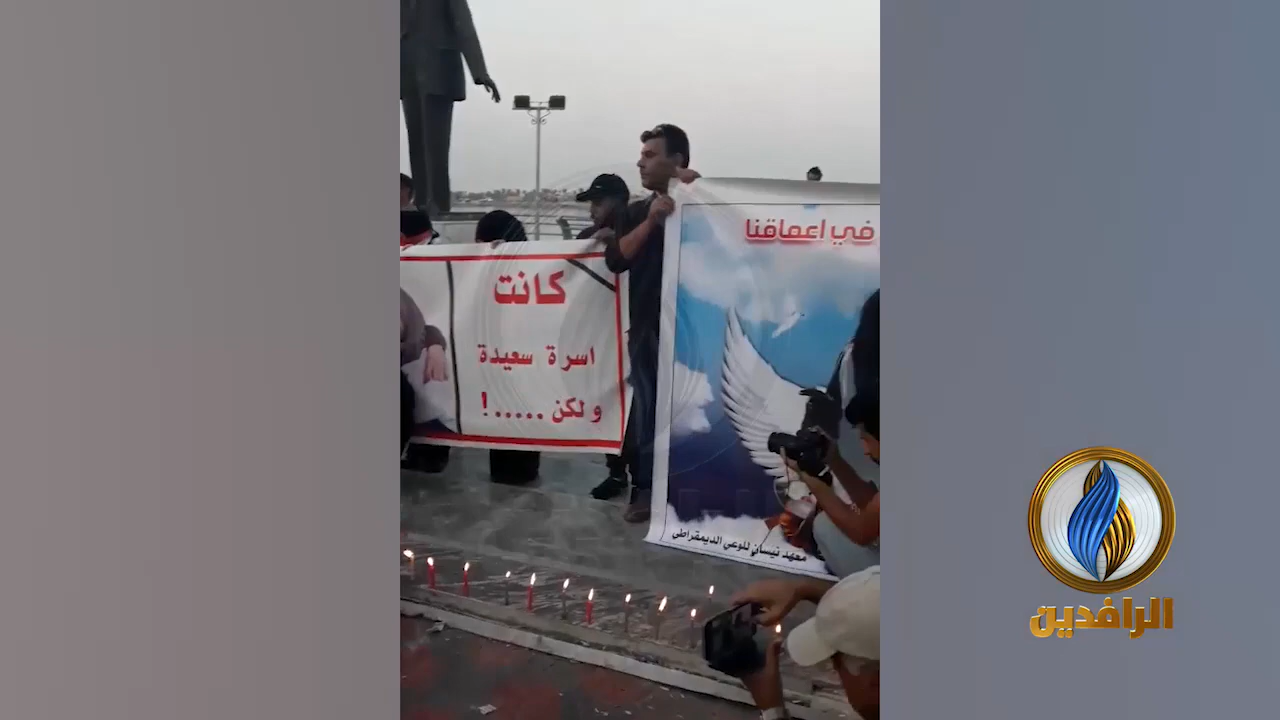 في اعماقنا
كانت
اسرة سعيدة
ولكن .....!
معهد نيسان للوعي الديمقراطي
الرافدين